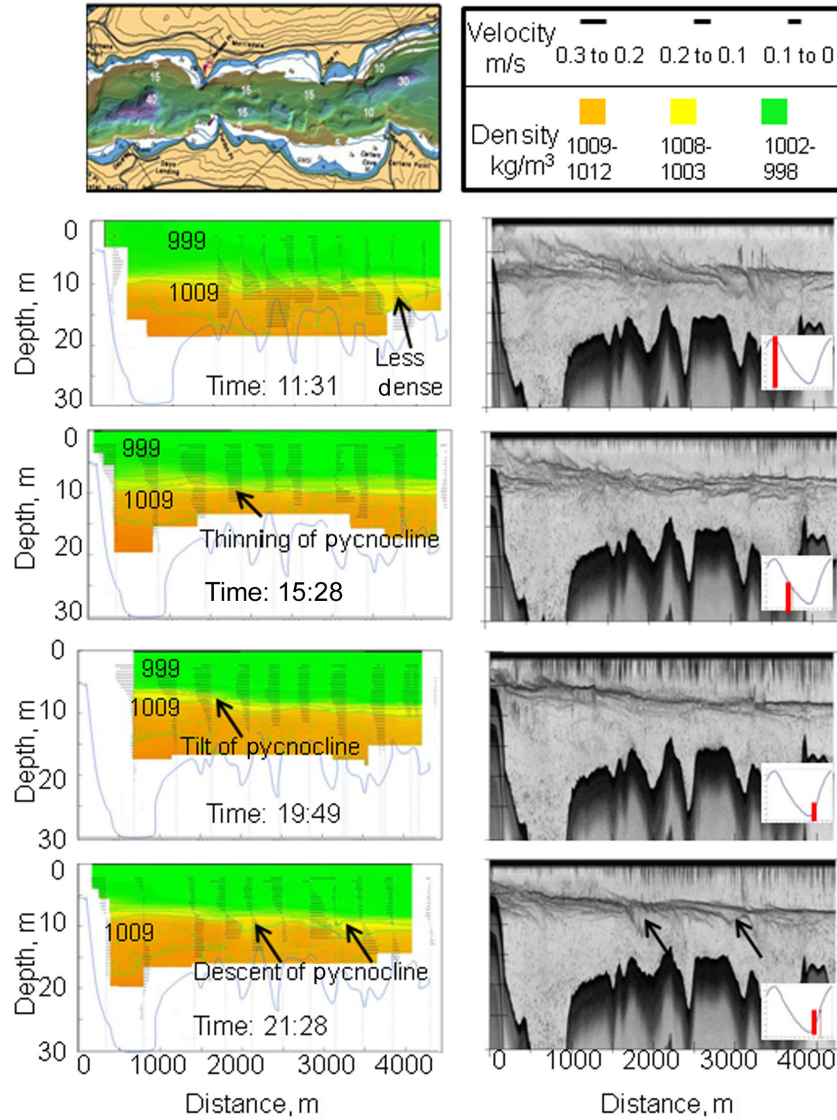 Velocity
m/s
0.3 to 0.2 0.2 to 0.1 0.1 to 0
Density
kg/m³
1009-
1012
1008-
1003
1002-
998
15
15
40
15
15
10
10
30
Cove
0
10
20
30
Depth, m
999
1009
Less
dense
Time: 11:31
0
10
20
30
Depth, m
999
1009
Thinning of pycnocline
Time: 15:28
0
10
20
30
Depth, m
999
1009
Tilt of pycnocline
Time: 19:49
0
10
20
30
Depth, m
1009
Descent of pycnocline
Time: 21:28
0 1000 2000 3000 4000
Distance, m
0 1000 2000 3000 4000
Distance, m